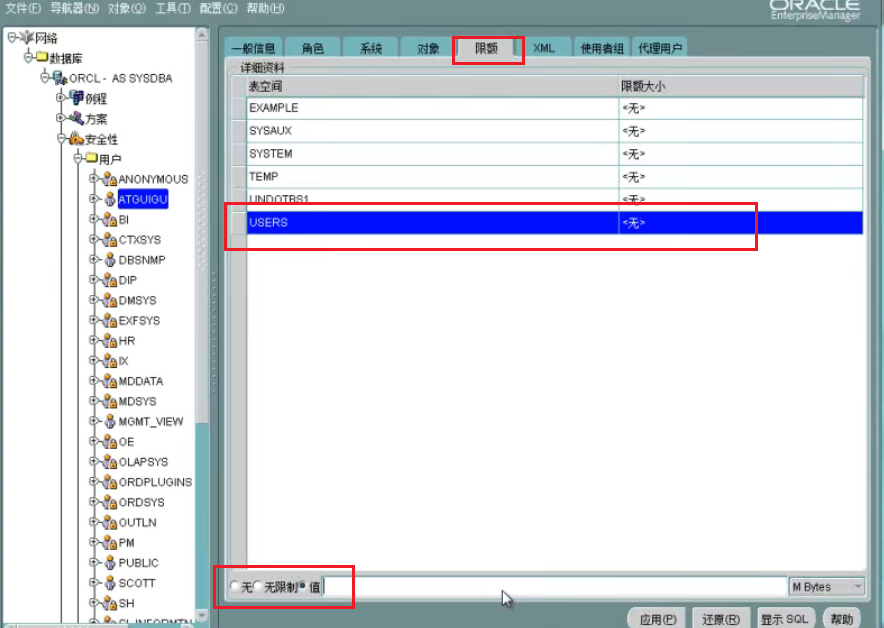 文件(F) 导航器(N) 对象(O) 工具(T) 配置(C) 帮助(H)
ORACLE
EnterpriseManager
网络
数据库
ORCL - AS SYSDBA
例程
方案
安全性
用户
ANONYMOUS
ATGUIGU
BI
CTXSYS
DBSNMP
DIP
DMSYS
EXFSYS
HR
IX
MDDATA
MDSYS
MGMT_VIEW
OE
OLAPSYS
ORDPLUGINS
ORDSYS
OUTLN
PM
PUBLIC
SCOTT
SH
SI_INFORMTN
一般信息 角色 系统 对象 限额 XML 使用者组 代理用户
详细资料
表空间 限额大小
EXAMPLE <无>
SYSAUX <无>
SYSTEM <无>
TEMP <无>
UNDOTBS1 <无>
USERS <无>
无 无限制 值 M Bytes
应用(P) 还原(R) 显示 SQL 帮助